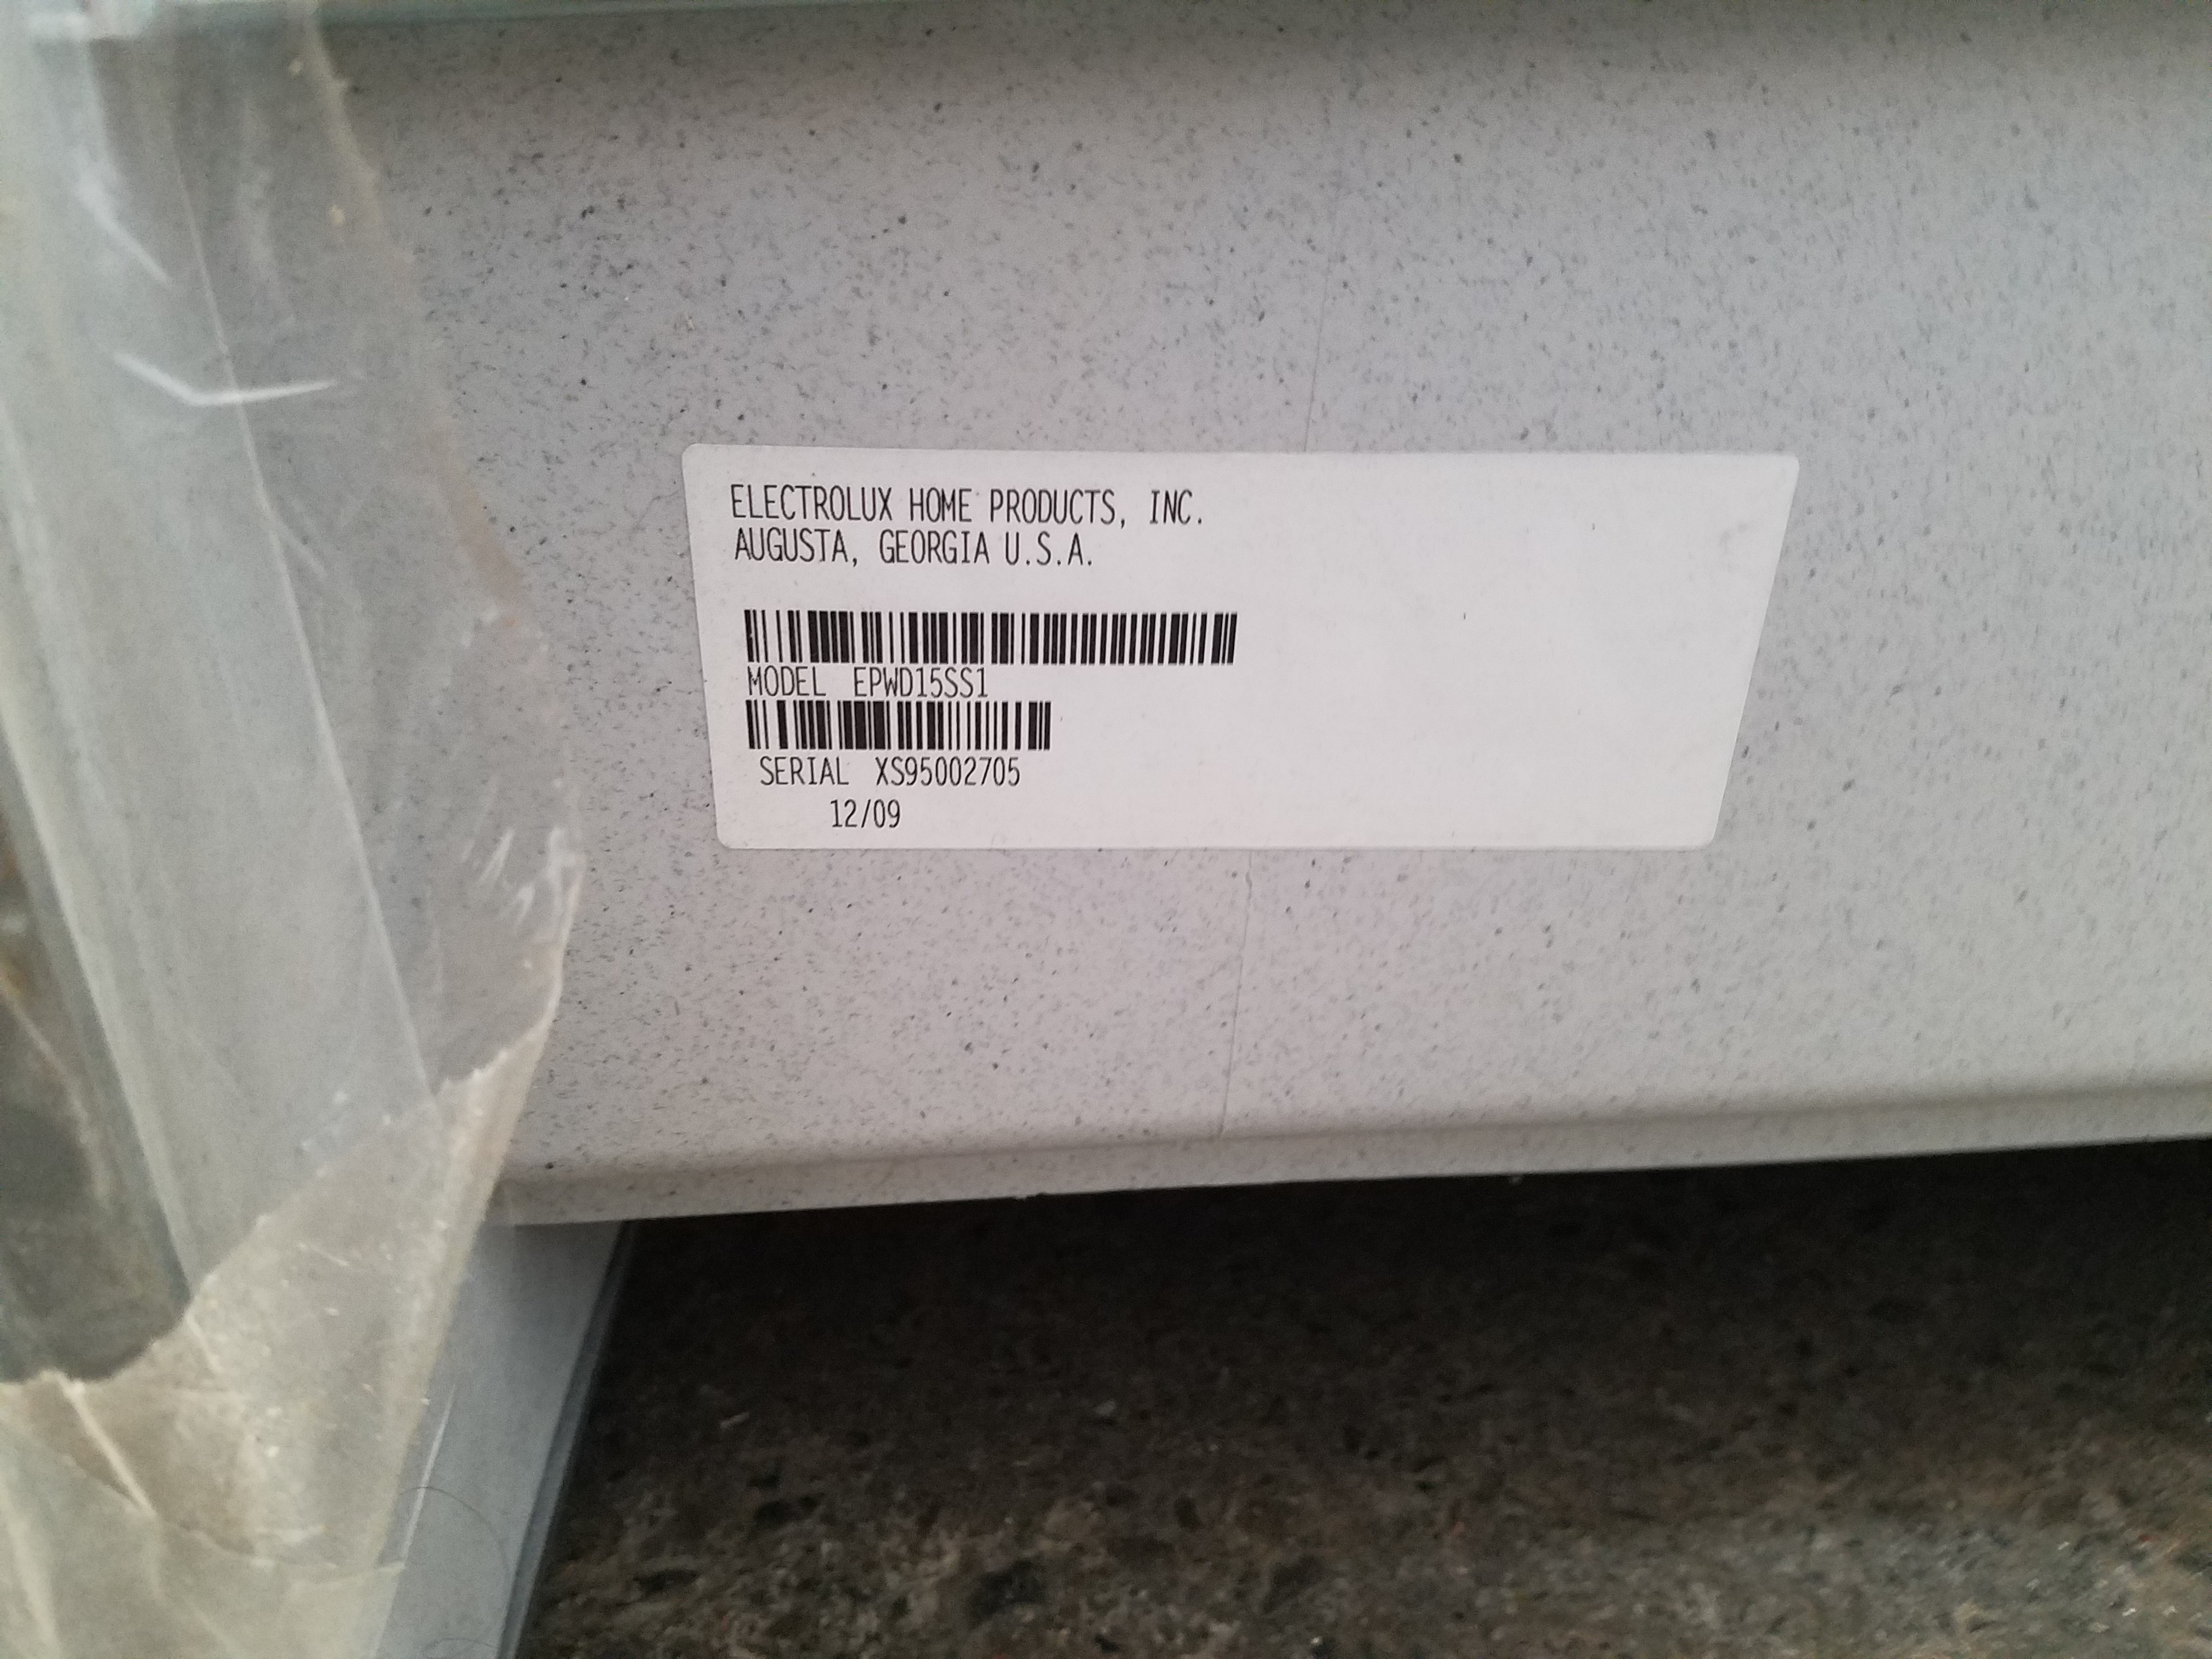 ELECTROLUX HOME PRODUCTS, INC.
AUGUSTA, GEORGIA U.S.A.
MODEL EPWD15SS1
SERIAL XS95002705
12/09